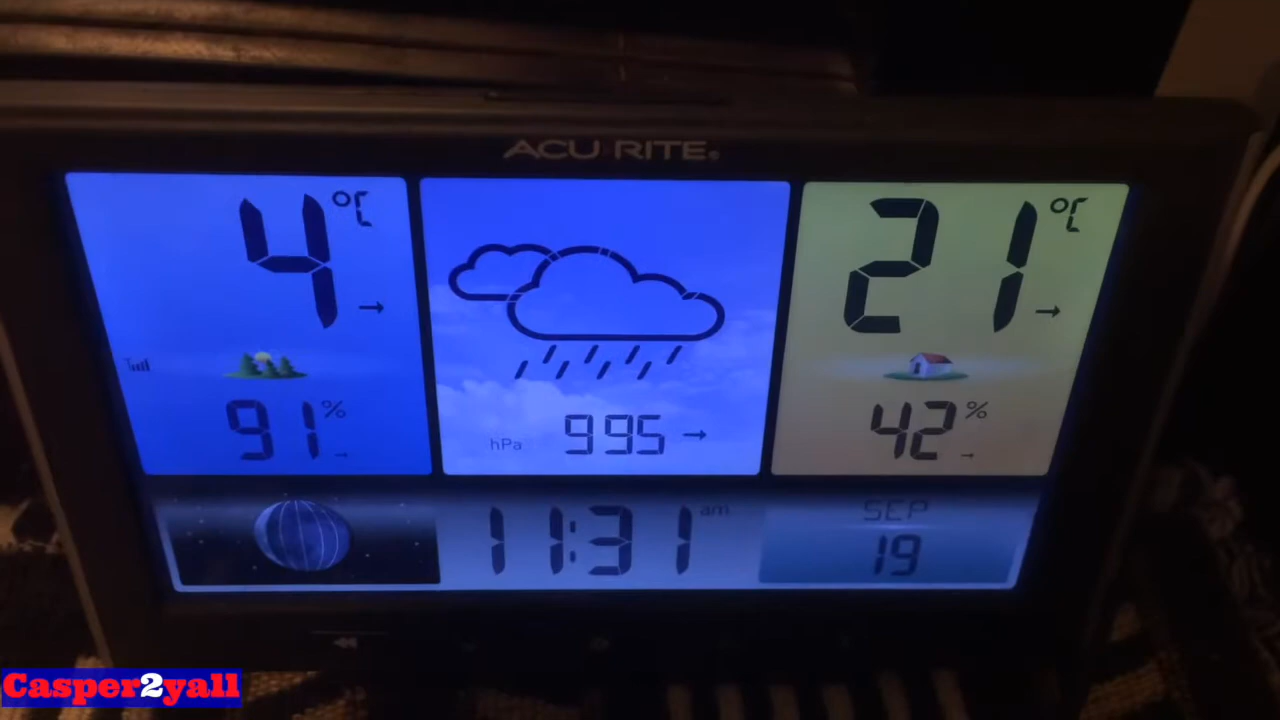 ACU RITE®
4 °C →
995 →
hPa
21 °C →
91 % →
42 % →
11:31 am
SEP
19
Casper2yall